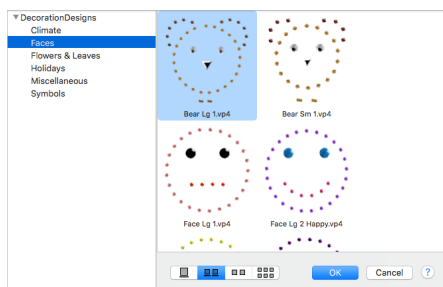 DecorationDesigns
Climate
Faces
Flowers & Leaves
Holidays
Miscellaneous
Symbols
Bear Lg 1.vp4
Bear Sm 1.vp4
Face Lg 1.vp4
Face Lg 2 Happy.vp4
OK
Cancel
?